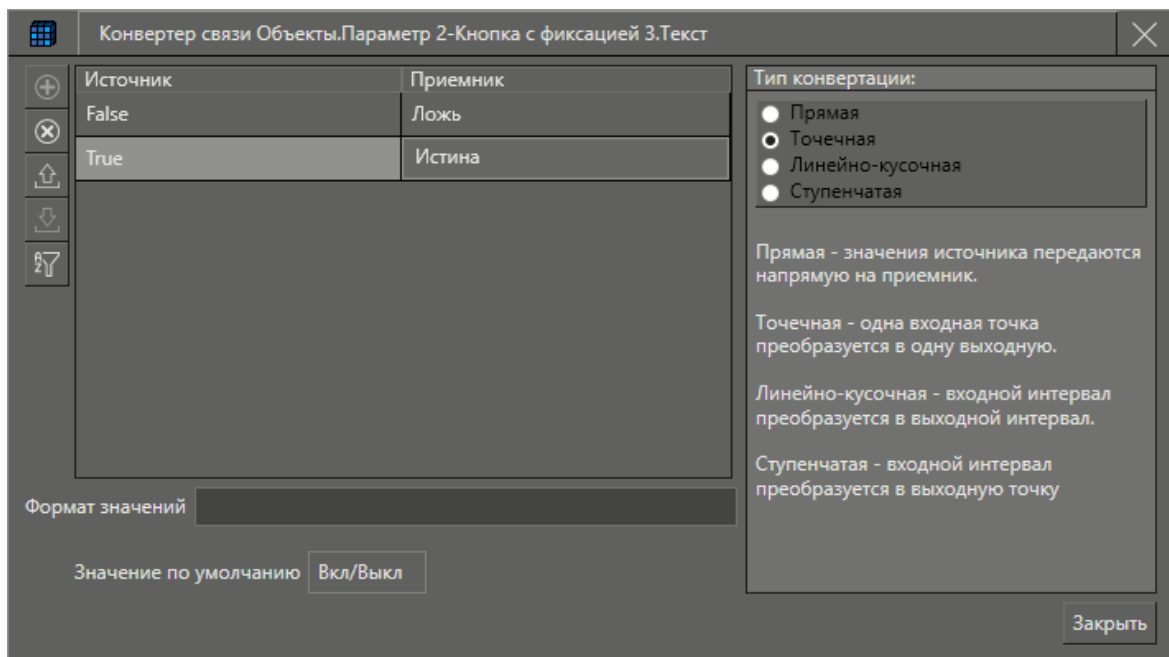 Конвертер связи Объекты.Параметр 2-Кнопка с фиксацией 3.Текст
Источник Приемник
False Ложь
True Истина
Формат значений
Значение по умолчанию Вкл/Выкл
Тип конвертации:
Прямая
Точечная
Линейно-кусочная
Ступенчатая
Прямая - значения источника передаются
напрямую на приемник.
Точечная - одна входная точка
преобразуется в одну выходную.
Линейно-кусочная - входной интервал
преобразуется в выходной интервал.
Ступенчатая - входной интервал
преобразуется в выходную точку
Закрыть